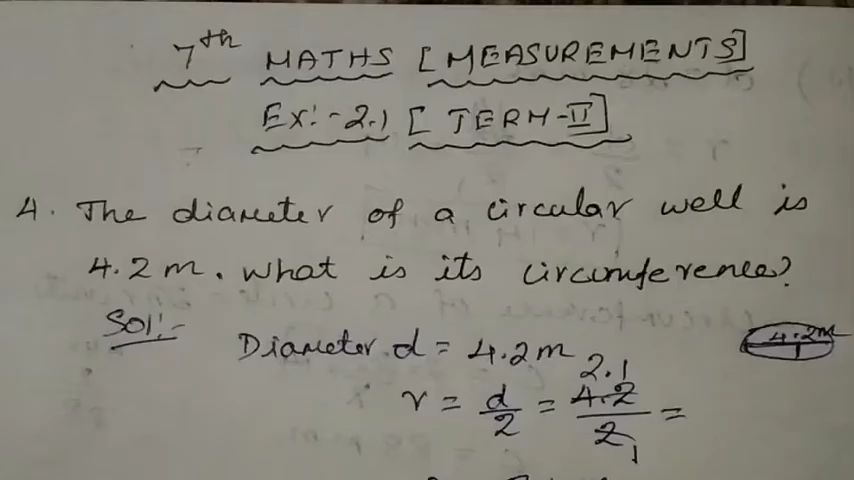 7th MATHS [MEASUREMENTS]
Ex:-2.1 [TERM-II]
4. The diameter of a circular well is
4.2m. What is its circumference?
Sol:-
Diameter d = 4.2m
4.2m
2.1
r = d/2 = 4.2/2 =
1